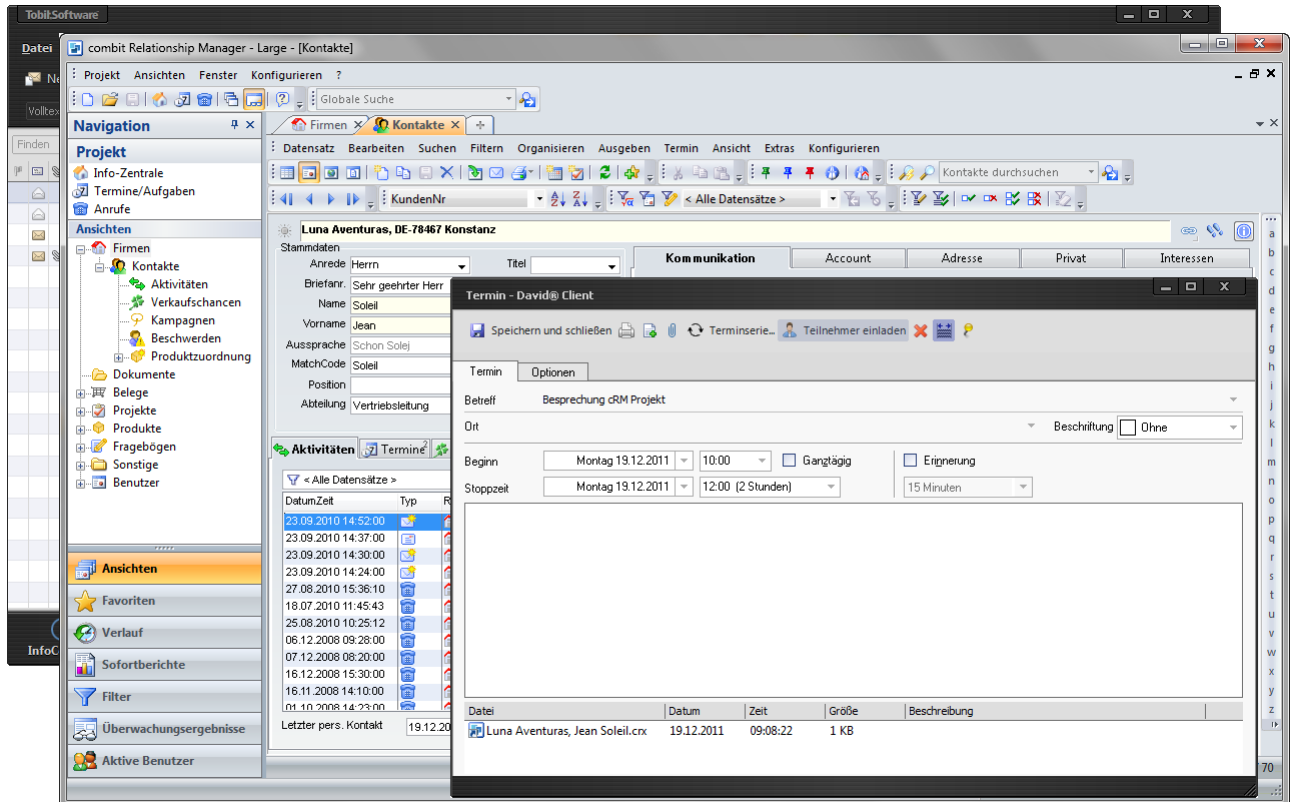 Tobit.Software
Datei
Ne
Volltex
Finden
InfoC
combit Relationship Manager - Large - [Kontakte]
Projekt Ansichten Fenster Konfigurieren ?
Globale Suche
Navigation
Projekt
Info-Zentrale
Termine/Aufgaben
Anrufe
Ansichten
Firmen
Kontakte
Aktivitäten
Verkaufschancen
Kampagnen
Beschwerden
Produktzuordnung
Dokumente
Belege
Projekte
Produkte
Fragebögen
Sonstige
Benutzer
Ansichten
Favoriten
Verlauf
Sofortberichte
Filter
Überwachungsergebnisse
Aktive Benutzer
Firmen Kontakte
Datensatz Bearbeiten Suchen Filtern Organisieren Ausgeben Termin Ansicht Extras Konfigurieren
Kontakte durchsuchen
KundenNr < Alle Datensätze >
Luna Aventuras, DE-78467 Konstanz
Stammdaten
Anrede Herrn Titel
Briefanr. Sehr geehrter Herr
Name Soleil
Vorname Jean
Aussprache Schon Solej
MatchCode Soleil
Position
Abteilung Vertriebsleitung
Kommunikation Account Adresse Privat Interessen
Aktivitäten Termine²
< Alle Datensätze >
DatumZeit Typ R
23.09.2010 14:52:00
23.09.2010 14:37:00
23.09.2010 14:30:00
23.09.2010 14:24:00
27.08.2010 15:36:10
18.07.2010 11:45:43
25.08.2010 10:25:12
06.12.2008 09:28:00
07.12.2008 08:20:00
16.12.2008 15:30:00
16.11.2008 14:10:00
01.10.2008 14:23:00
Letzter pers. Kontakt 19.12.20
Termin - David® Client
Speichern und schließen Terminserie... Teilnehmer einladen
Termin Optionen
Betreff Besprechung cRM Projekt
Ort Beschriftung Ohne
Beginn Montag 19.12.2011 10:00 Ganztägig Erinnerung
Stoppzeit Montag 19.12.2011 12:00 (2 Stunden) 15 Minuten
Datei Datum Zeit Größe Beschreibung
Luna Aventuras, Jean Soleil.crx 19.12.2011 09:08:22 1 KB
a
b
c
d
e
f
g
h
i
j
k
l
m
n
o
p
q
r
s
t
u
v
w
x
y
z
70